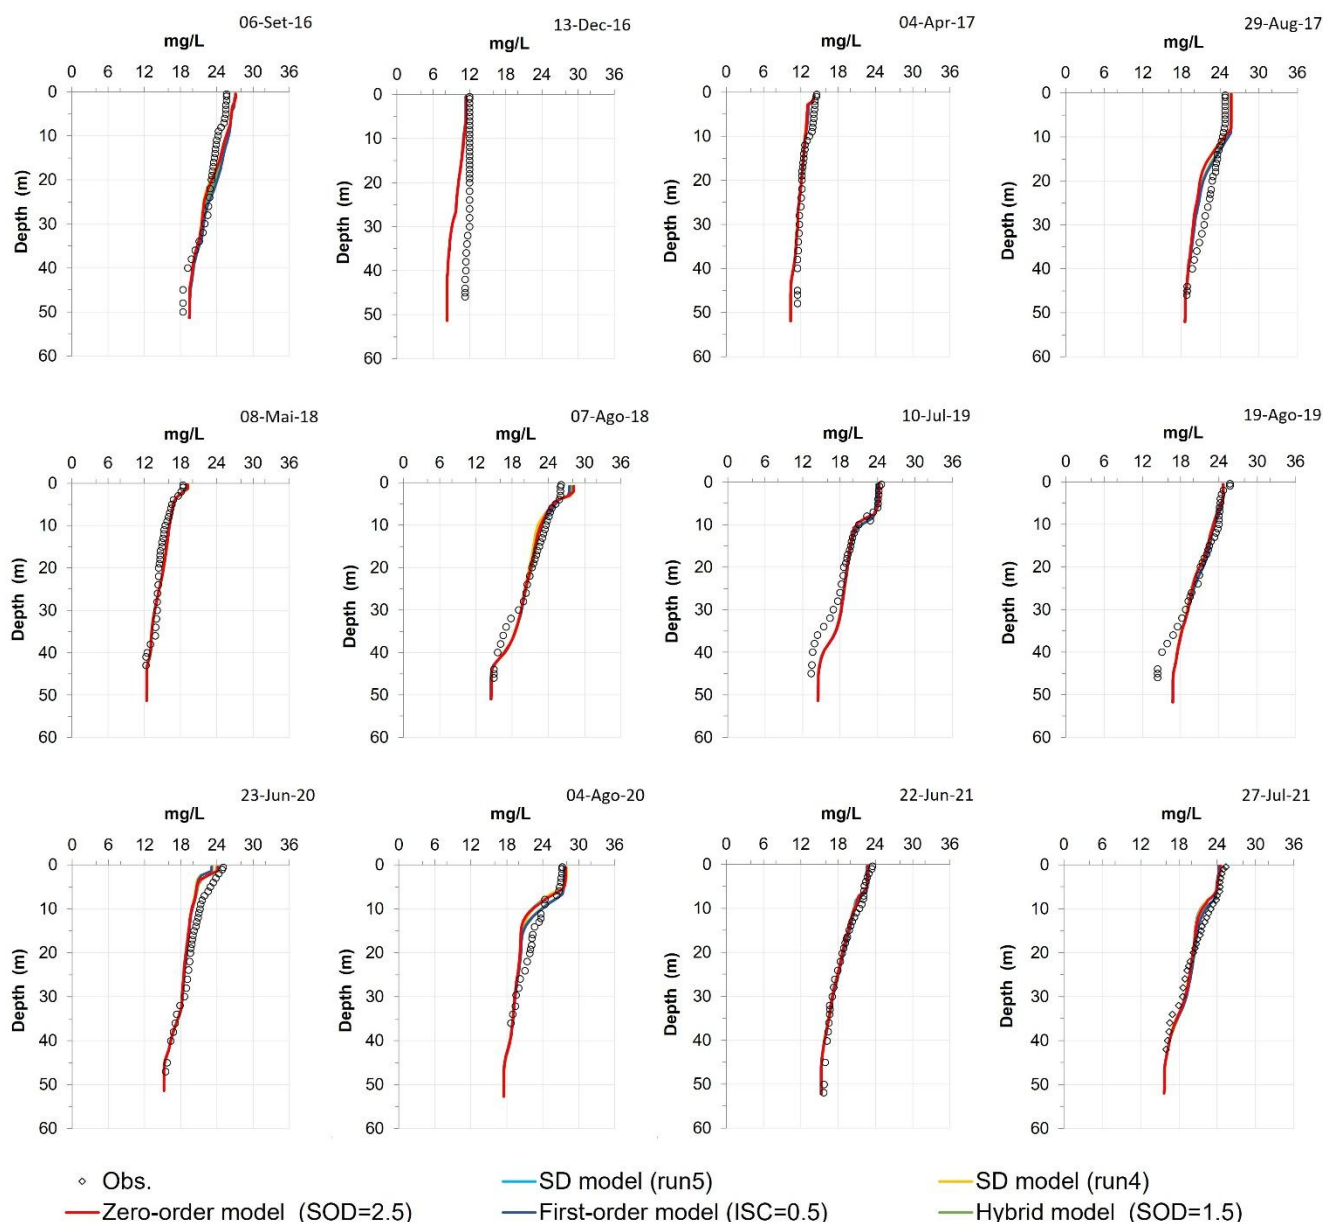 06-Set-16
13-Dec-16
04-Apr-17
29-Aug-17
mg/L
mg/L
mg/L
mg/L
0 6 12 18 24 30 36
0 6 12 18 24 30 36
0 6 12 18 24 30 36
0 6 12 18 24 30 36
Depth (m)
0
10
20
30
40
50
60
Depth (m)
0
10
20
30
40
50
60
Depth (m)
0
10
20
30
40
50
60
Depth (m)
0
10
20
30
40
50
60
08-Mai-18
07-Ago-18
10-Jul-19
19-Ago-19
mg/L
mg/L
mg/L
mg/L
0 6 12 18 24 30 36
0 6 12 18 24 30 36
0 6 12 18 24 30 36
0 6 12 18 24 30 36
Depth (m)
0
10
20
30
40
50
60
Depth (m)
0
10
20
30
40
50
60
Depth (m)
0
10
20
30
40
50
60
Depth (m)
0
10
20
30
40
50
60
23-Jun-20
04-Ago-20
22-Jun-21
27-Jul-21
mg/L
mg/L
mg/L
mg/L
0 6 12 18 24 30 36
0 6 12 18 24 30 36
0 6 12 18 24 30 36
0 6 12 18 24 30 36
Depth (m)
0
10
20
30
40
50
60
Depth (m)
0
10
20
30
40
50
60
Depth (m)
0
10
20
30
40
50
60
Depth (m)
0
10
20
30
40
50
60
Obs.
SD model (run5)
SD model (run4)
Zero-order model (SOD=2.5)
First-order model (ISC=0.5)
Hybrid model (SOD=1.5)